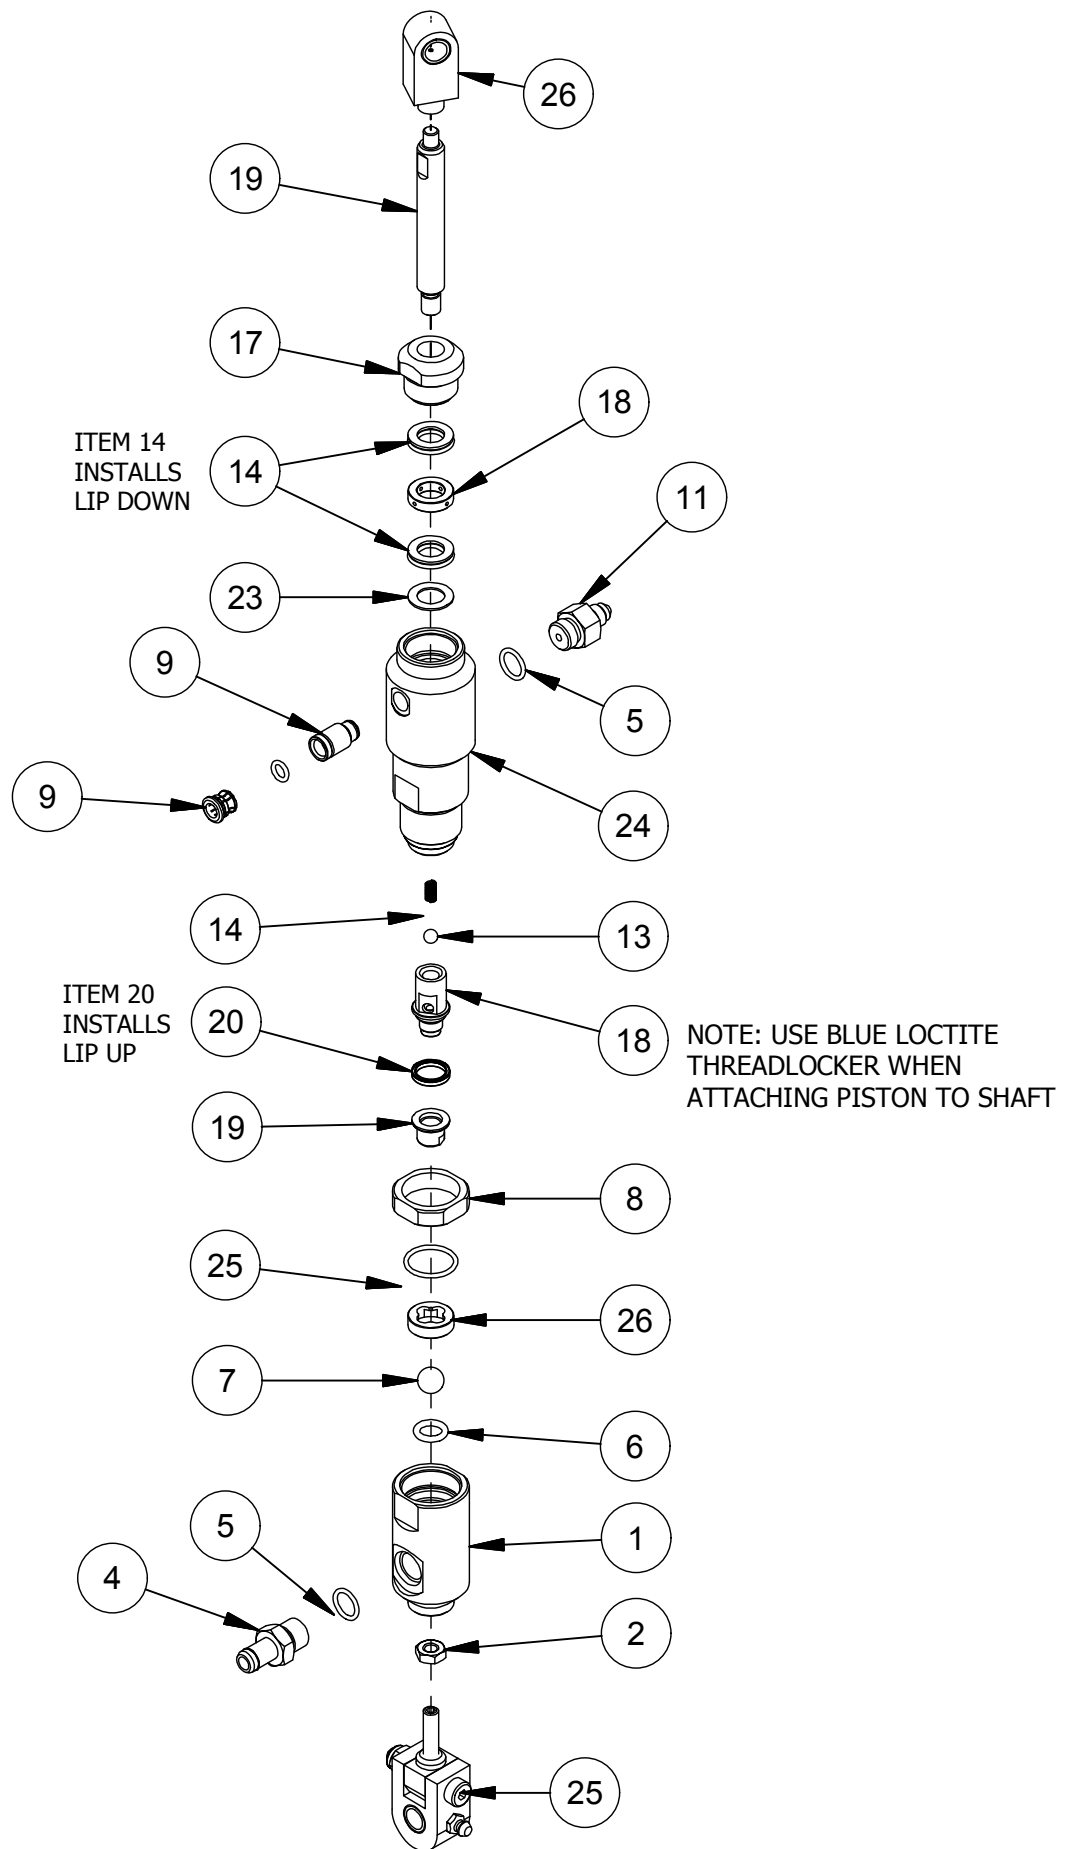 26
19
17
18
ITEM 14
INSTALLS
LIP DOWN
14
11
23
9
5
9
24
14
13
ITEM 20
INSTALLS
LIP UP
20
18
NOTE: USE BLUE LOCTITE
THREADLOCKER WHEN
ATTACHING PISTON TO SHAFT
19
8
25
26
7
6
5
1
4
2
25